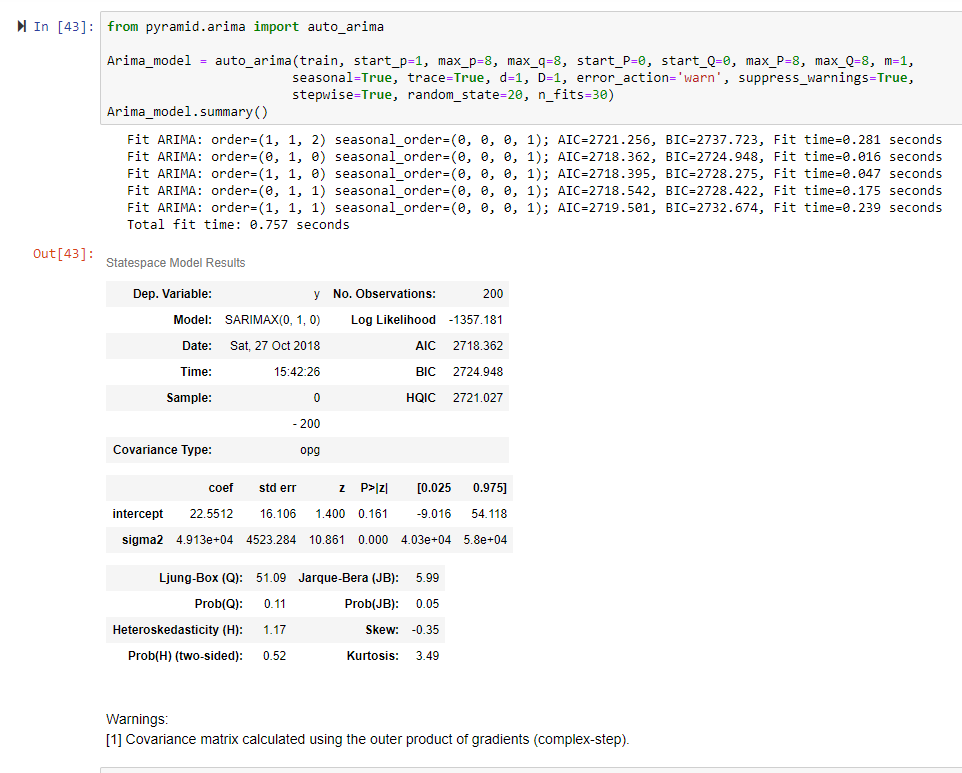 In [43]: from pyramid.arima import auto_arima
Arima_model = auto_arima(train, start_p=1, max_p=8, max_q=8, start_P=0, start_Q=0, max_P=8, max_Q=8, m=1,
seasonal=True, trace=True, d=1, D=1, error_action='warn', suppress_warnings=True,
stepwise=True, random_state=20, n_fits=30)
Arima_model.summary()
Fit ARIMA: order=(1, 1, 2) seasonal_order=(0, 0, 0, 1); AIC=2721.256, BIC=2737.723, Fit time=0.281 seconds
Fit ARIMA: order=(0, 1, 0) seasonal_order=(0, 0, 0, 1); AIC=2718.362, BIC=2724.948, Fit time=0.016 seconds
Fit ARIMA: order=(1, 1, 0) seasonal_order=(0, 0, 0, 1); AIC=2718.395, BIC=2728.275, Fit time=0.047 seconds
Fit ARIMA: order=(0, 1, 1) seasonal_order=(0, 0, 0, 1); AIC=2718.542, BIC=2728.422, Fit time=0.175 seconds
Fit ARIMA: order=(1, 1, 1) seasonal_order=(0, 0, 0, 1); AIC=2719.501, BIC=2732.674, Fit time=0.239 seconds
Total fit time: 0.757 seconds
Out[43]: Statespace Model Results
Dep. Variable: y No. Observations: 200
Model: SARIMAX(0, 1, 0) Log Likelihood -1357.181
Date: Sat, 27 Oct 2018 AIC 2718.362
Time: 15:42:26 BIC 2724.948
Sample: 0 HQIC 2721.027
- 200
Covariance Type: opg
coef std err z P>|z| [0.025 0.975]
intercept 22.5512 16.106 1.400 0.161 -9.016 54.118
sigma2 4.913e+04 4523.284 10.861 0.000 4.03e+04 5.8e+04
Ljung-Box (Q): 51.09 Jarque-Bera (JB): 5.99
Prob(Q): 0.11 Prob(JB): 0.05
Heteroskedasticity (H): 1.17 Skew: -0.35
Prob(H) (two-sided): 0.52 Kurtosis: 3.49
Warnings:
[1] Covariance matrix calculated using the outer product of gradients (complex-step).